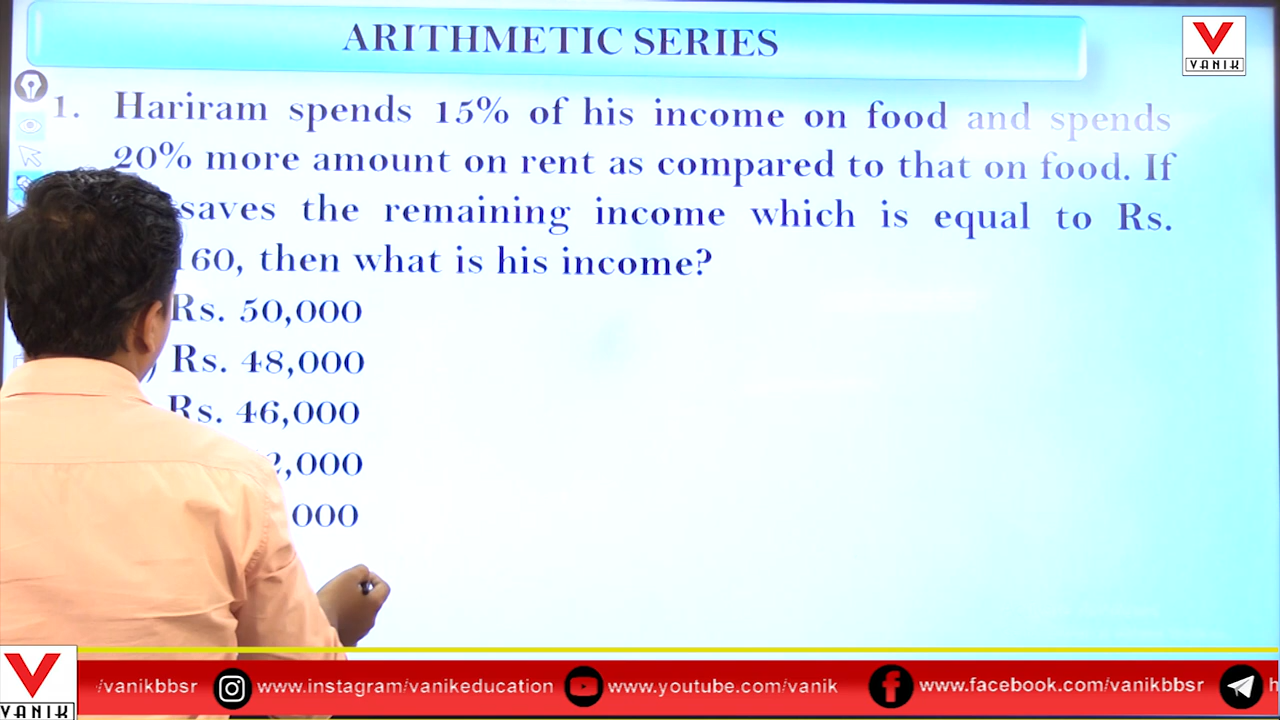 ARITHMETIC SERIES
VANIK
1. Hariram spends 15% of his income on food and spends
20% more amount on rent as compared to that on food. If
saves the remaining income which is equal to Rs.
160, then what is his income?
Rs. 50,000
) Rs. 48,000
Rs. 46,000
2,000
000
VANIK
/vanikbbsr
www.instagram/vanikeducation
www.youtube.com/vanik
www.facebook.com/vanikbbsr
h